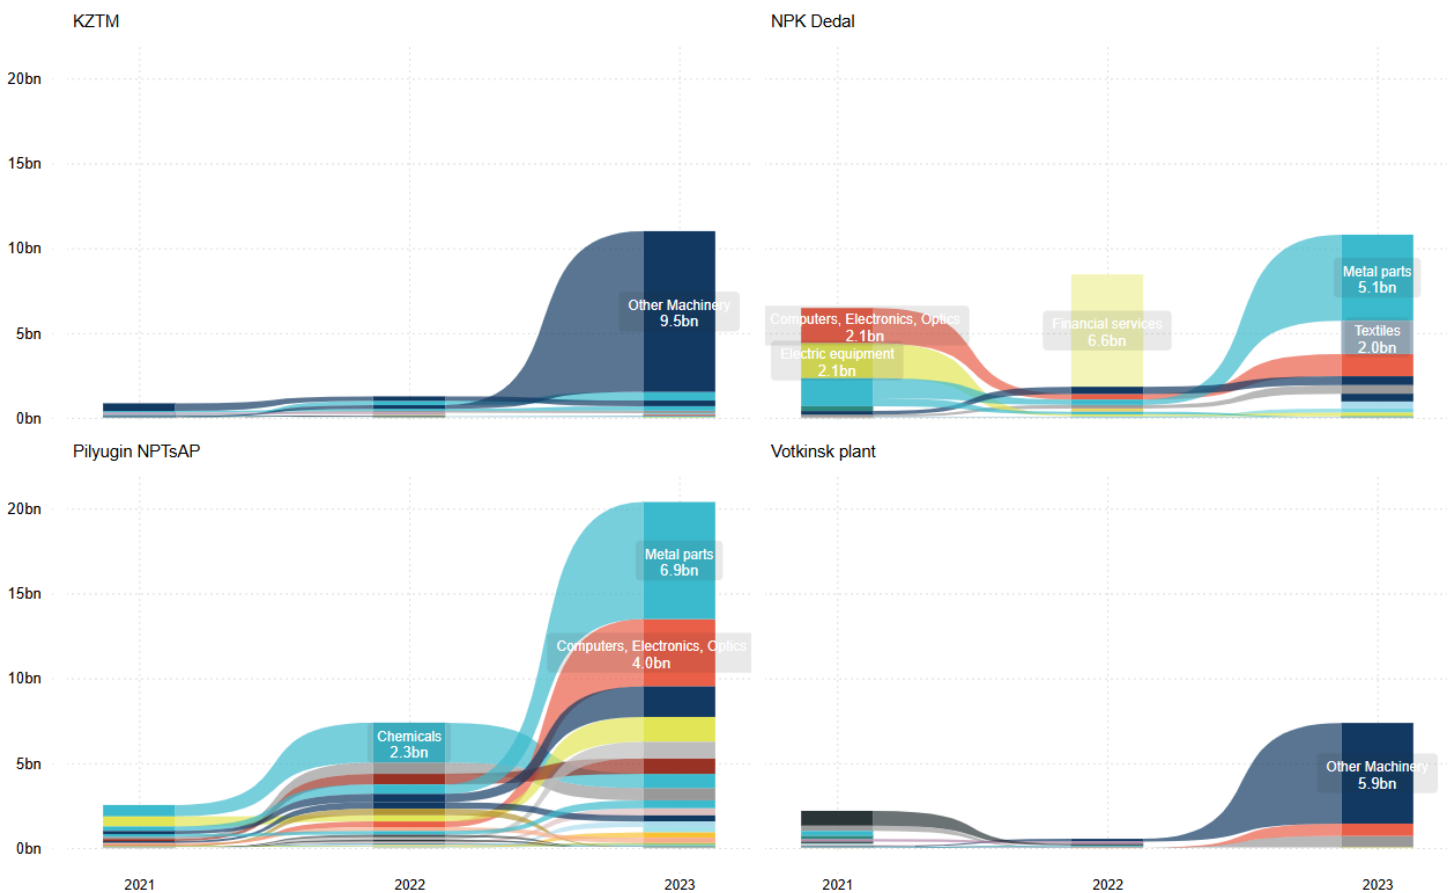 KZTM
NPK Dedal
20bn
15bn
10bn
5bn
0bn
Other Machinery
9.5bn
Computers, Electronics, Optics
2.1bn
Electric equipment
2.1bn
Financial services
6.6bn
Metal parts
5.1bn
Textiles
2.0bn
Pilyugin NPTsAP
Votkinsk plant
20bn
15bn
10bn
5bn
0bn
Chemicals
2.3bn
Metal parts
6.9bn
Computers, Electronics, Optics
4.0bn
Other Machinery
5.9bn
2021
2022
2023
2021
2022
2023